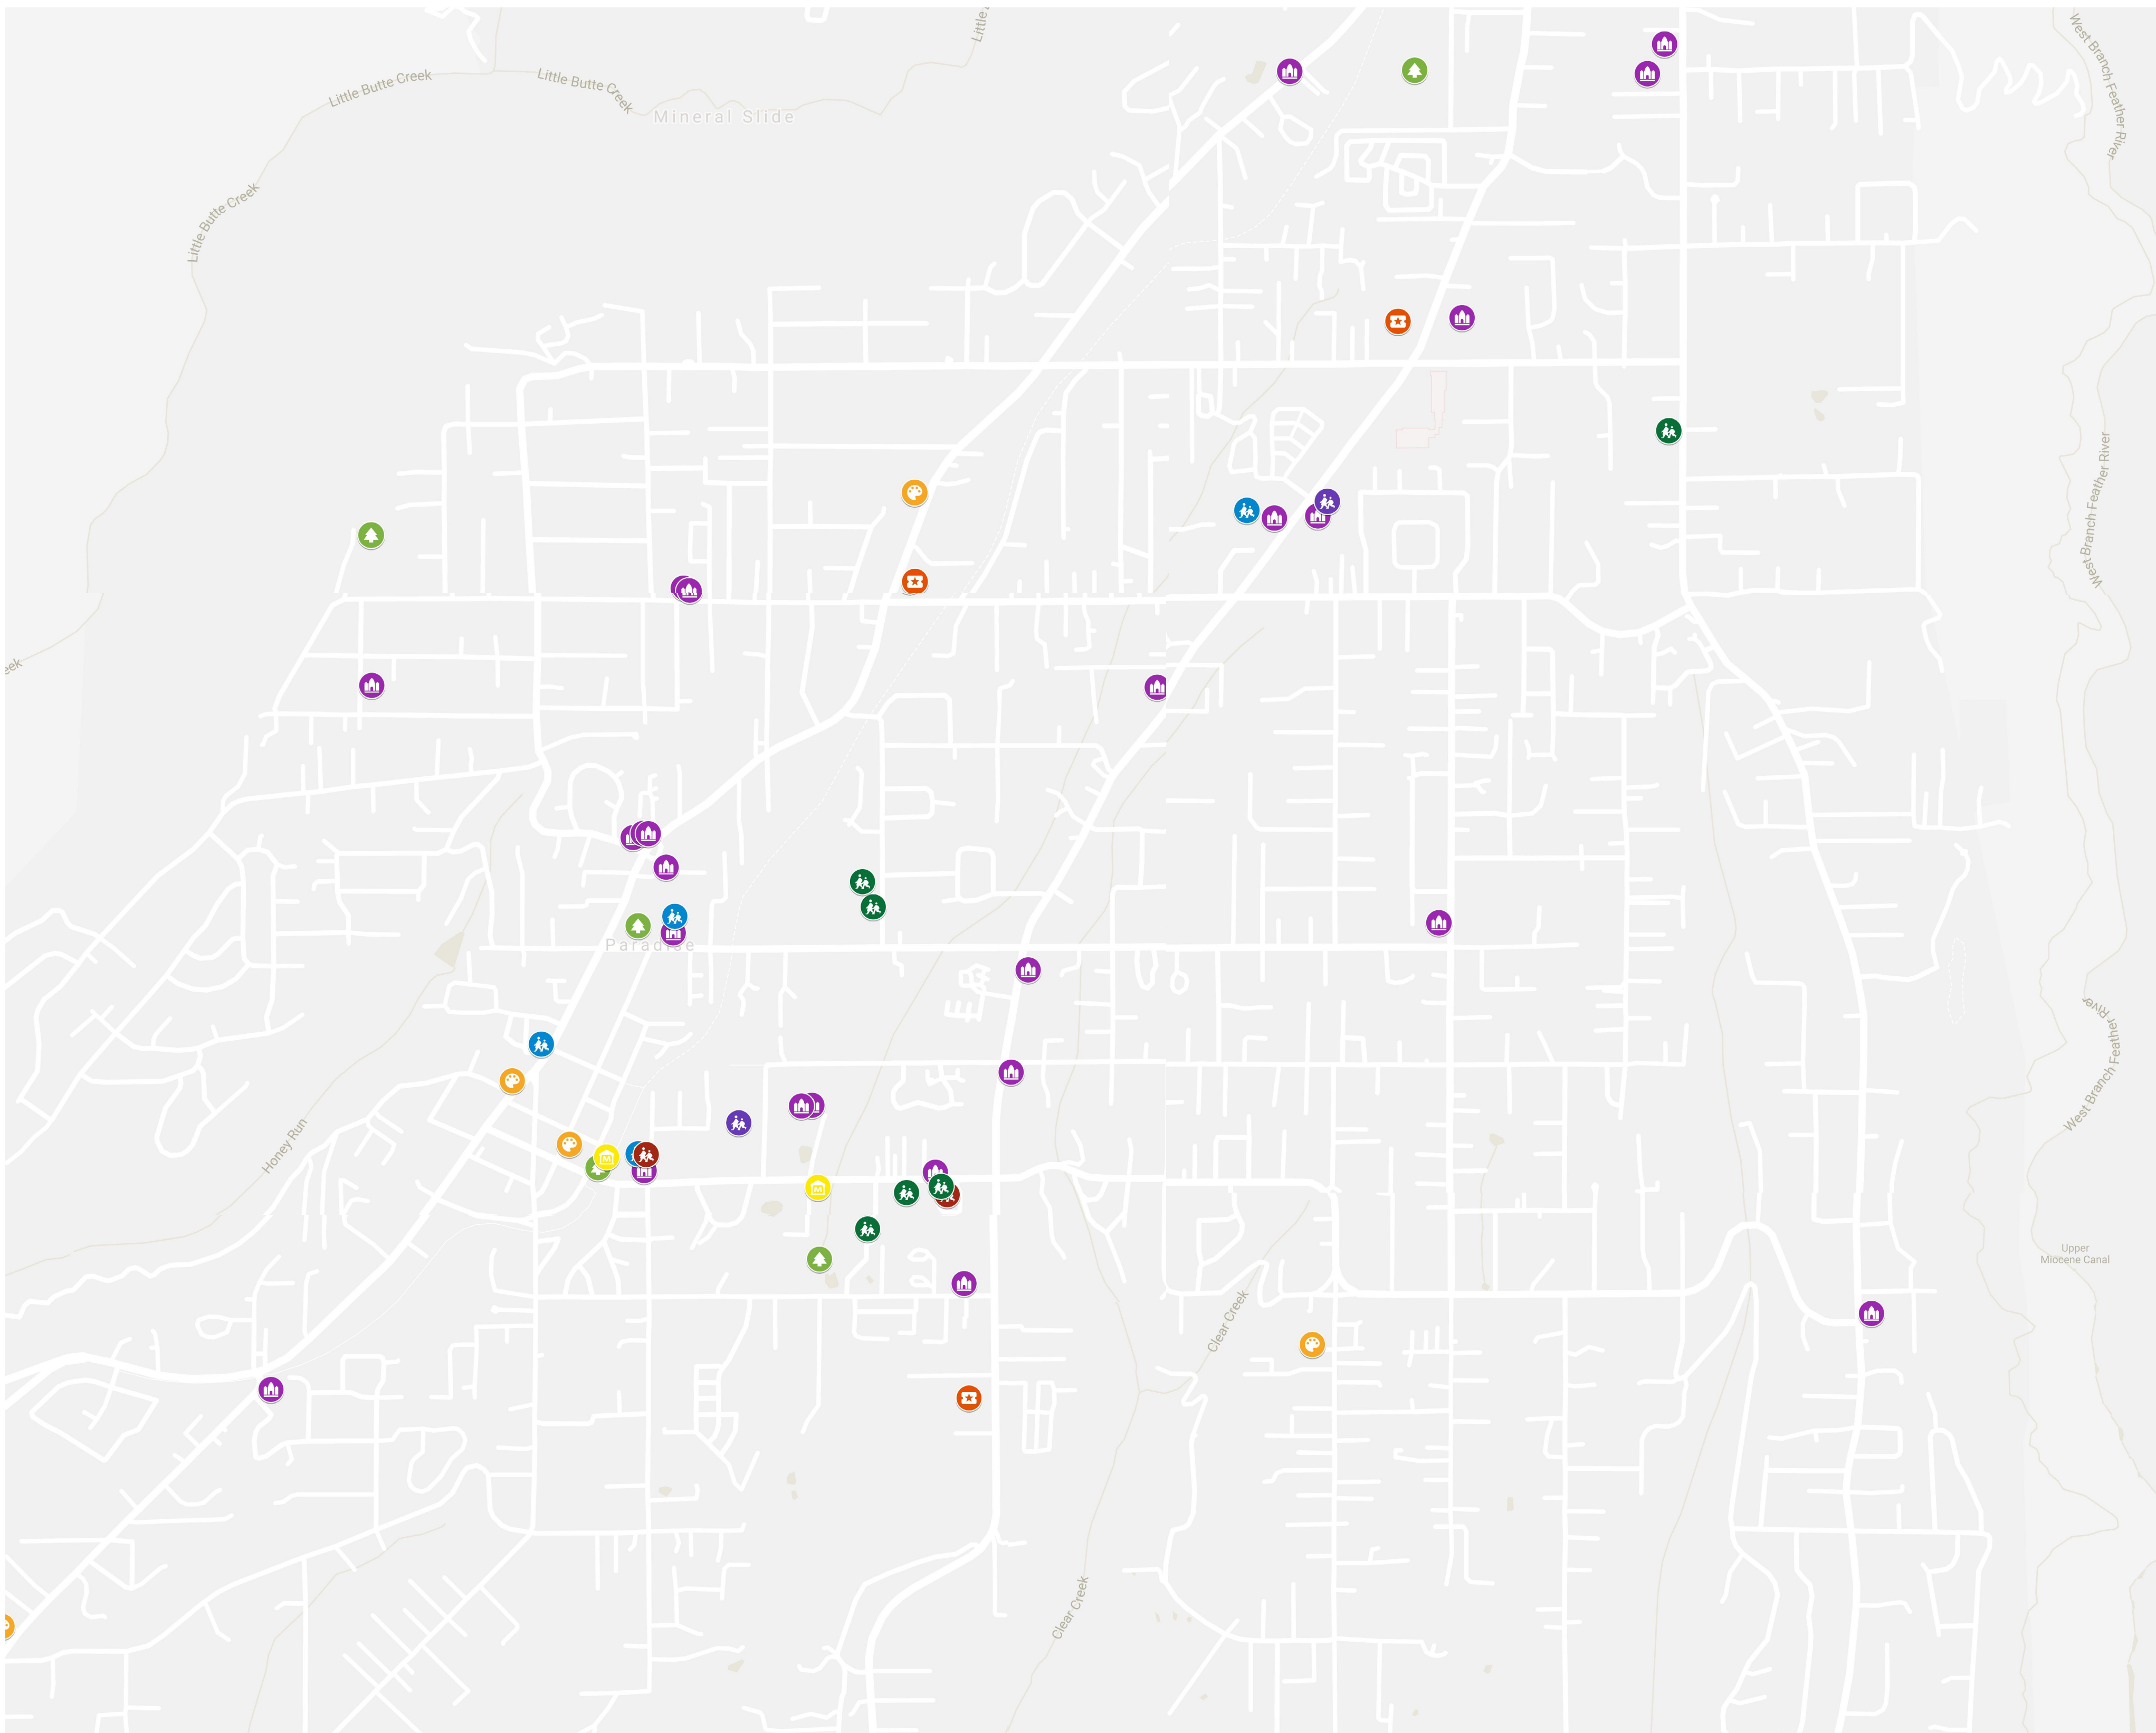 Little Butte Creek
Little Butte Creek
Little
Mineral Slide
Little Butte Creek
West Branch Feather River
West Branch Feather River
eek
Paradise
West Branch Feather River
Honey Run
Upper
Miocene Canal
Clear Creek
Clear Creek